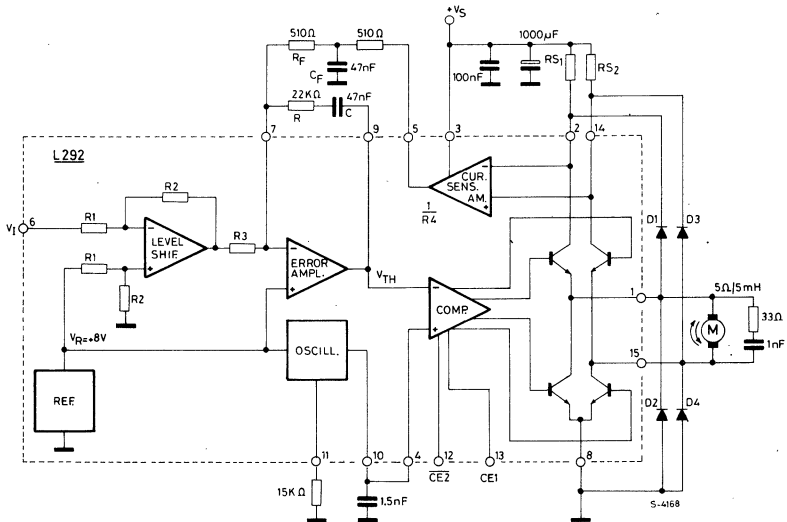 +VS
510Ω
510Ω
1000µF
RF
CF
47nF
100nF
RS1
RS2
22KΩ
47nF
R
C
7
9
5
3
2
14
L292
R2
CUR.
SENS.
AM.
-
+
1/R4
D1
D3
VI
6
R1
-
LEVEL
SHIF.
+
R3
R1
R2
-
ERROR
AMPL.
+
VTH
-
COMP.
+
1
5Ω/5mH
33Ω
M
1nF
VR=+8V
OSCILL.
15
REF.
D2
D4
11
10
4
12
13
8
CE2
CE1
15KΩ
1,5nF
S-4168